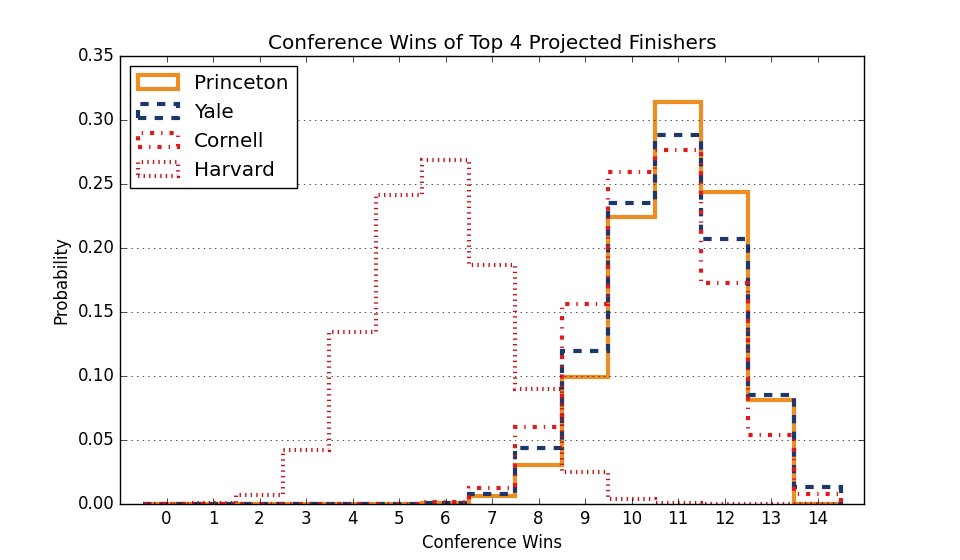 Conference Wins of Top 4 Projected Finishers
0.35
0.30
0.25
0.20
0.15
0.10
0.05
0.00
Probability
Princeton
Yale
Cornell
Harvard
0 1 2 3 4 5 6 7 8 9 10 11 12 13 14
Conference Wins